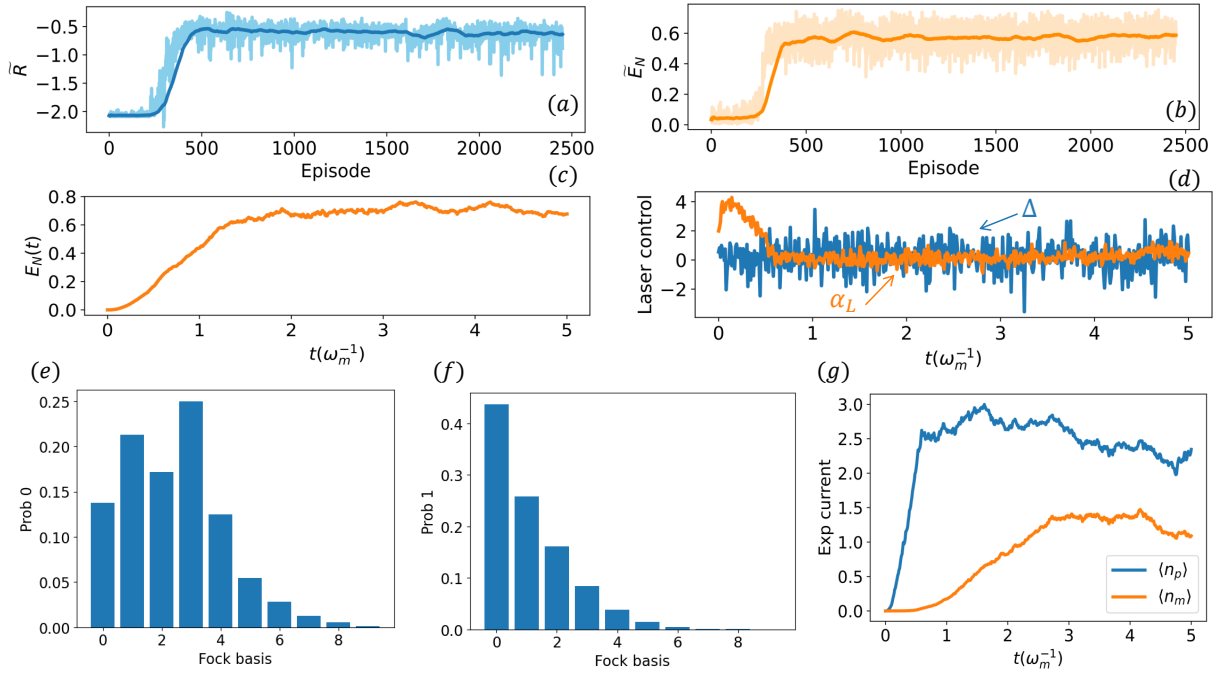 −0.5
−1.0
−1.5
−2.0
R̃
(a)
0 500 1000 1500 2000 2500
Episode
0.6
0.4
0.2
0.0
Ẽ_N
(b)
0 500 1000 1500 2000 2500
Episode
(c)
0.8
0.6
0.4
0.2
0.0
E_N(t)
0 1 2 3 4 5
t(ω_m^{−1})
(d)
4
2
0
−2
Laser control
Δ
α_L
0 1 2 3 4 5
t(ω_m^{−1})
(e)
0.25
0.20
0.15
0.10
0.05
0.00
Prob 0
0 2 4 6 8
Fock basis
(f)
0.4
0.3
0.2
0.1
0.0
Prob 1
0 2 4 6 8
Fock basis
(g)
3.0
2.5
2.0
1.5
1.0
0.5
0.0
Exp current
⟨n_p⟩
⟨n_m⟩
0 1 2 3 4 5
t(ω_m^{−1})